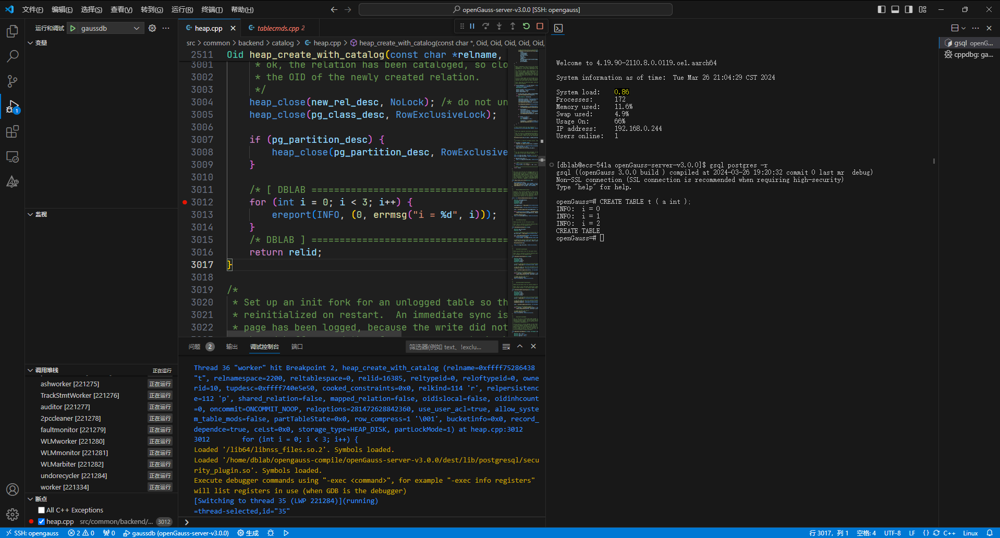 文件(F) 编辑(E) 选择(S) 查看(V) 转到(G) 运行(R) 终端(T) 帮助(H)
openGauss-server-v3.0.0 [SSH: opengauss]
运行和调试 gaussdb
变量
监视
调用堆栈 正在运行
ashworker [221275] 正在运行
TrackStmtWorker [221276] 正在运行
auditor [221277] 正在运行
2pccleaner [221278] 正在运行
faultmonitor [221279] 正在运行
WLMworker [221280] 正在运行
WLMmonitor [221281] 正在运行
WLMarbiter [221282] 正在运行
undorecycler [221284] 正在运行
worker [221334] 正在运行
断点
All C++ Exceptions
heap.cpp src/common/backend/... 3012
1
heap.cpp tablecmds.cpp 2
src > common > backend > catalog > heap.cpp > heap_create_with_catalog(const char *, Oid, Oid, Oid, Oid, Oid,
2511 Oid heap_create_with_catalog(const char *relname,
3001 * ok, the relation has been cataloged, so clo
3002 * the OID of the newly created relation.
3003 */
3004 heap_close(new_rel_desc, NoLock); /* do not un
3005 heap_close(pg_class_desc, RowExclusiveLock);
3006
3007 if (pg_partition_desc) {
3008 heap_close(pg_partition_desc, RowExclusive
3009 }
3010
3011 /* [ DBLAB ===================================
3012 for (int i = 0; i < 3; i++) {
3013 ereport(INFO, (0, errmsg("i = %d", i)));
3014 }
3015 /* DBLAB ] ===================================
3016 return relid;
3017 }
3018
3019 /*
3020 * Set up an init fork for an unlogged table so th
3021 * reinitialized on restart.  An immediate sync is
3022 * page has been logged, because the write did not
问题 2 输出 调试控制台 端口 筛选器(例如 text、!exclu...
Thread 36 "worker" hit Breakpoint 2, heap_create_with_catalog (relname=0xffff75286438
"t", relnamespace=2200, reltablespace=0, relid=16385, reltypeid=0, reloftypeid=0, owne
rid=10, tupdesc=0xffff740e5e50, cooked_constraints=0x0, relkind=114 'r', relpersistenc
e=112 'p', shared_relation=false, mapped_relation=false, oidislocal=false, oidinhcount
=0, oncommit=ONCOMMIT_NOOP, reloptions=281472628842360, use_user_acl=true, allow_syste
m_table_mods=false, partTableState=0x0, row_compress=1 '\001', bucketinfo=0x0, record_
dependce=true, ceLst=0x0, storage_type=HEAP_DISK, partLockMode=1) at heap.cpp:3012
3012 for (int i = 0; i < 3; i++) {
Loaded '/lib64/libnss_files.so.2'. Symbols loaded.
Loaded '/home/dblab/opengauss-compile/openGauss-server-v3.0.0/dest/lib/postgresql/secu
rity_plugin.so'. Symbols loaded.
Execute debugger commands using "-exec <command>", for example "-exec info registers"
will list registers in use (when GDB is the debugger)
[Switching to thread 35 (LWP 221284)](running)
=thread-selected,id="35"
>
Welcome to 4.19.90-2110.8.0.0119.oe1.aarch64
System information as of time:  Tue Mar 26 21:04:29 CST 2024
System load: 0.86
Processes: 172
Memory used: 11.6%
Swap used: 4.9%
Usage On: 66%
IP address: 192.168.0.244
Users online: 1
[dblab@ecs-541a openGauss-server-v3.0.0]$ gsql postgres -r
gsql ((openGauss 3.0.0 build ) compiled at 2024-03-26 19:20:32 commit 0 last mr  debug)
Non-SSL connection (SSL connection is recommended when requiring high-security)
Type "help" for help.
openGauss=# CREATE TABLE t ( a int );
INFO:  i = 0
INFO:  i = 1
INFO:  i = 2
CREATE TABLE
openGauss=#
gsql openG...
cppdbg: ga...
SSH: opengauss 2 0 0 gaussdb (openGauss-server-v3.0.0) 生成 行 3017，列 1 空格: 4 UTF-8 LF {} C++ Linux